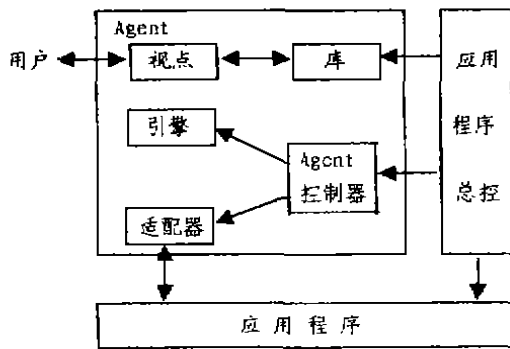 Agent
用户
视点
库
应用
程序
总控
引擎
Agent
控制器
适配器
应用程序